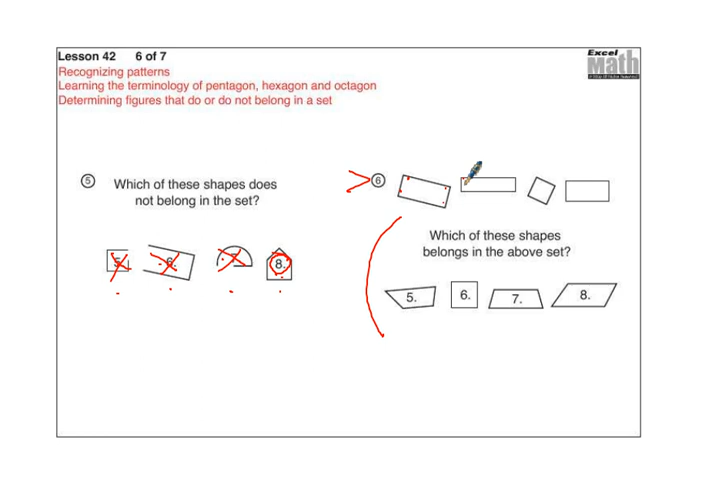 Lesson 42 6 of 7
Recognizing patterns
Learning the terminology of pentagon, hexagon and octagon
Determining figures that do or do not belong in a set
Excel
Math
5 Which of these shapes does
not belong in the set?
5. 6. 8.
6
Which of these shapes
belongs in the above set?
5. 6. 7. 8.